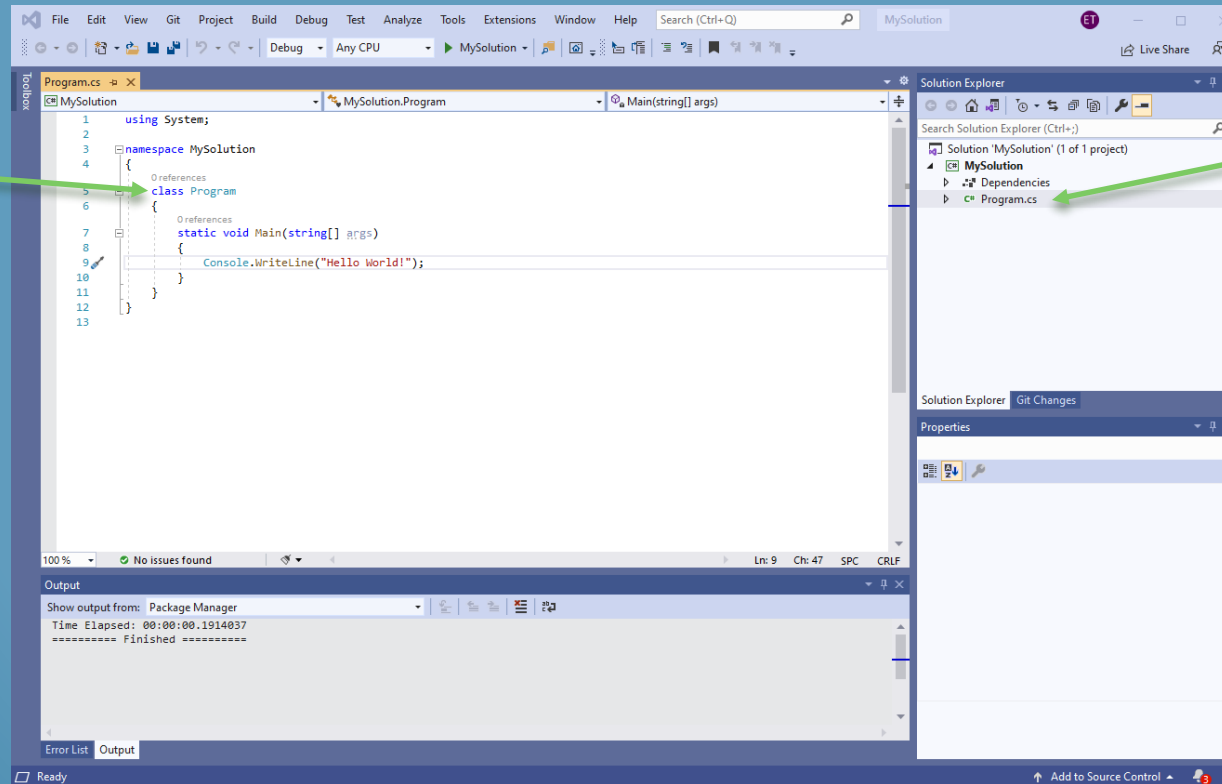 File Edit View Git Project Build Debug Test Analyze Tools Extensions Window Help Search (Ctrl+Q) MySolution ET
Debug Any CPU MySolution Live Share
Toolbox
Program.cs
C# MySolution MySolution.Program Main(string[] args)
1 using System;
2
3 namespace MySolution
4 {
0 references
5 class Program
6 {
0 references
7 static void Main(string[] args)
8 {
9 Console.WriteLine("Hello World!");
10 }
11 }
12 }
13
100 % No issues found Ln: 9 Ch: 47 SPC CRLF
Output
Show output from: Package Manager
Time Elapsed: 00:00:00.1914037
========== Finished ==========
Error List Output
Solution Explorer
Search Solution Explorer (Ctrl+;)
Solution 'MySolution' (1 of 1 project)
C# MySolution
Dependencies
C# Program.cs
Solution Explorer Git Changes
Properties
Ready Add to Source Control 3